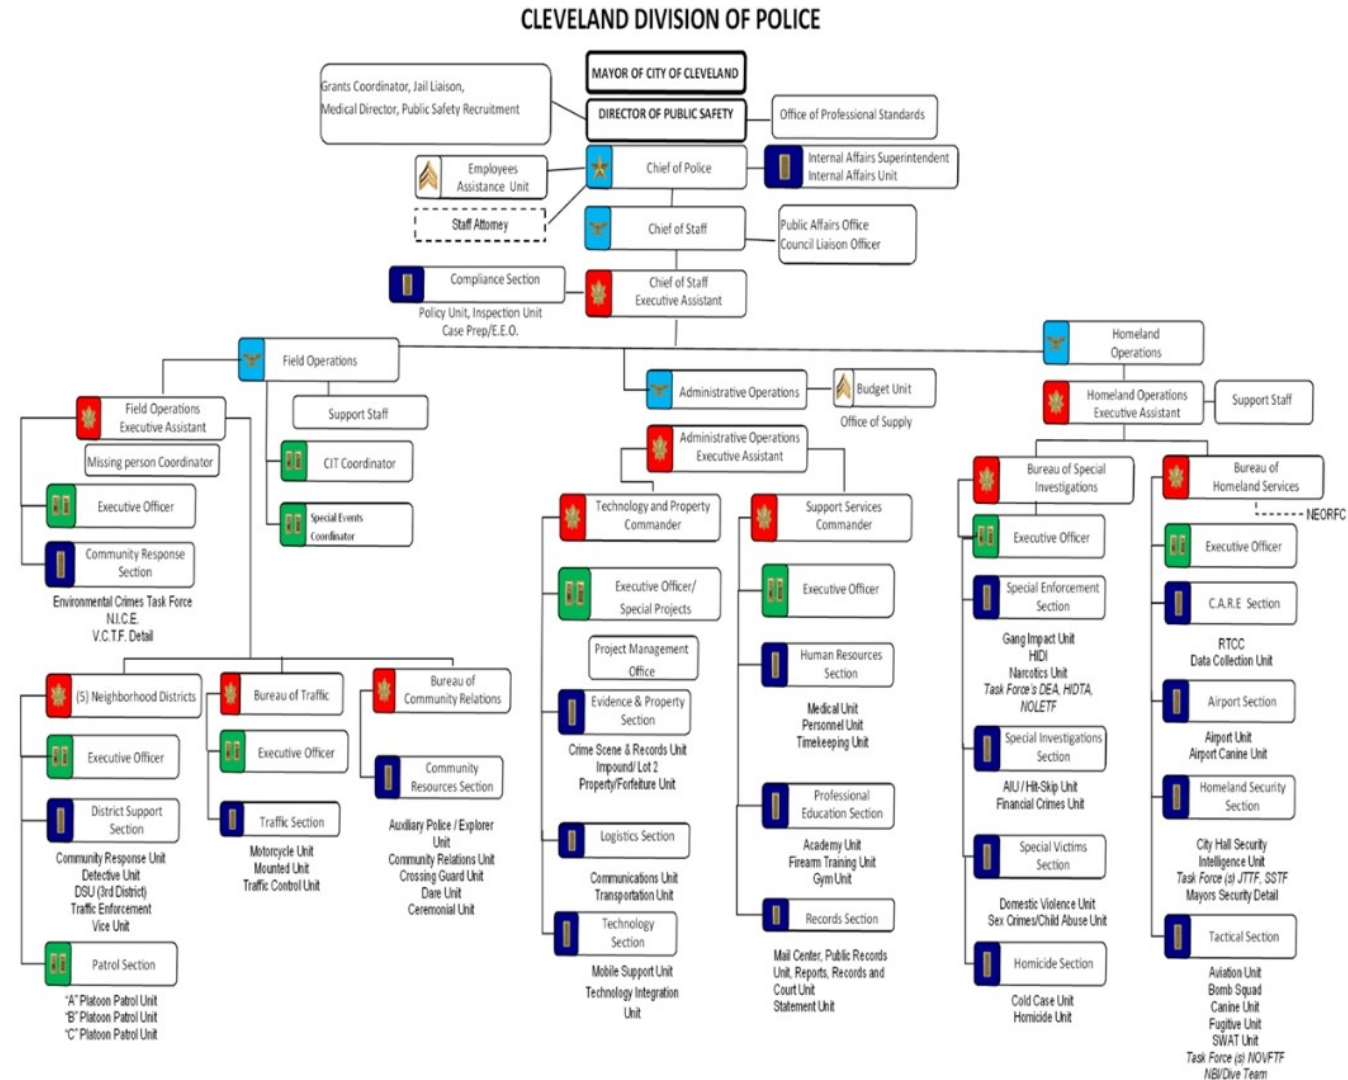 CLEVELAND DIVISION OF POLICE
MAYOR OF CITY OF CLEVELAND
Grants Coordinator, Jail Liaison,
Medical Director, Public Safety Recruitment
DIRECTOR OF PUBLIC SAFETY
Office of Professional Standards
Employees
Assistance Unit
Chief of Police
Internal Affairs Superintendent
Internal Affairs Unit
Staff Attorney
Chief of Staff
Public Affairs Office
Council Liaison Officer
Compliance Section
Policy Unit, Inspection Unit
Case Prep/E.E.O.
Chief of Staff
Executive Assistant
Field Operations
Support Staff
CIT Coordinator
Special Events
Coordinator
Field Operations
Executive Assistant
Missing person Coordinator
Executive Officer
Community Response
Section
Environmental Crimes Task Force
N.I.C.E.
V.C.T.F. Detail
(5) Neighborhood Districts
Executive Officer
District Support
Section
Community Response Unit
Detective Unit
DSU (3rd District)
Traffic Enforcement
Vice Unit
Patrol Section
"A" Platoon Patrol Unit
"B" Platoon Patrol Unit
"C" Platoon Patrol Unit
Bureau of Traffic
Executive Officer
Traffic Section
Motorcycle Unit
Mounted Unit
Traffic Control Unit
Bureau of
Community Relations
Community
Resources Section
Auxiliary Police / Explorer
Unit
Community Relations Unit
Crossing Guard Unit
Dare Unit
Ceremonial Unit
Administrative Operations
Budget Unit
Office of Supply
Administrative Operations
Executive Assistant
Technology and Property
Commander
Executive Officer/
Special Projects
Project Management
Office
Evidence & Property
Section
Crime Scene & Records Unit
Impound/ Lot 2
Property/Forfeiture Unit
Logistics Section
Communications Unit
Transportation Unit
Technology
Section
Mobile Support Unit
Technology Integration
Unit
Support Services
Commander
Executive Officer
Human Resources
Section
Medical Unit
Personnel Unit
Timekeeping Unit
Professional
Education Section
Academy Unit
Firearm Training Unit
Gym Unit
Records Section
Mail Center, Public Records
Unit, Reports, Records and
Court Unit
Statement Unit
Homeland
Operations
Homeland Operations
Executive Assistant
Support Staff
Bureau of Special
Investigations
Executive Officer
Special Enforcement
Section
Gang Impact Unit
HIDI
Narcotics Unit
Task Force's DEA, HIDTA,
NOLETF
Special Investigations
Section
AIU / Hit-Skip Unit
Financial Crimes Unit
Special Victims
Section
Domestic Violence Unit
Sex Crimes/Child Abuse Unit
Homicide Section
Cold Case Unit
Homicide Unit
Bureau of
Homeland Services
NEORFC
Executive Officer
C.A.R.E Section
RTCC
Data Collection Unit
Airport Section
Airport Unit
Airport Canine Unit
Homeland Security
Section
City Hall Security
Intelligence Unit
Task Force (s) JTTF, SSTF
Mayors Security Detail
Tactical Section
Aviation Unit
Bomb Squad
Canine Unit
Fugitive Unit
SWAT Unit
Task Force (s) NOVFTF
NBI/Dive Team